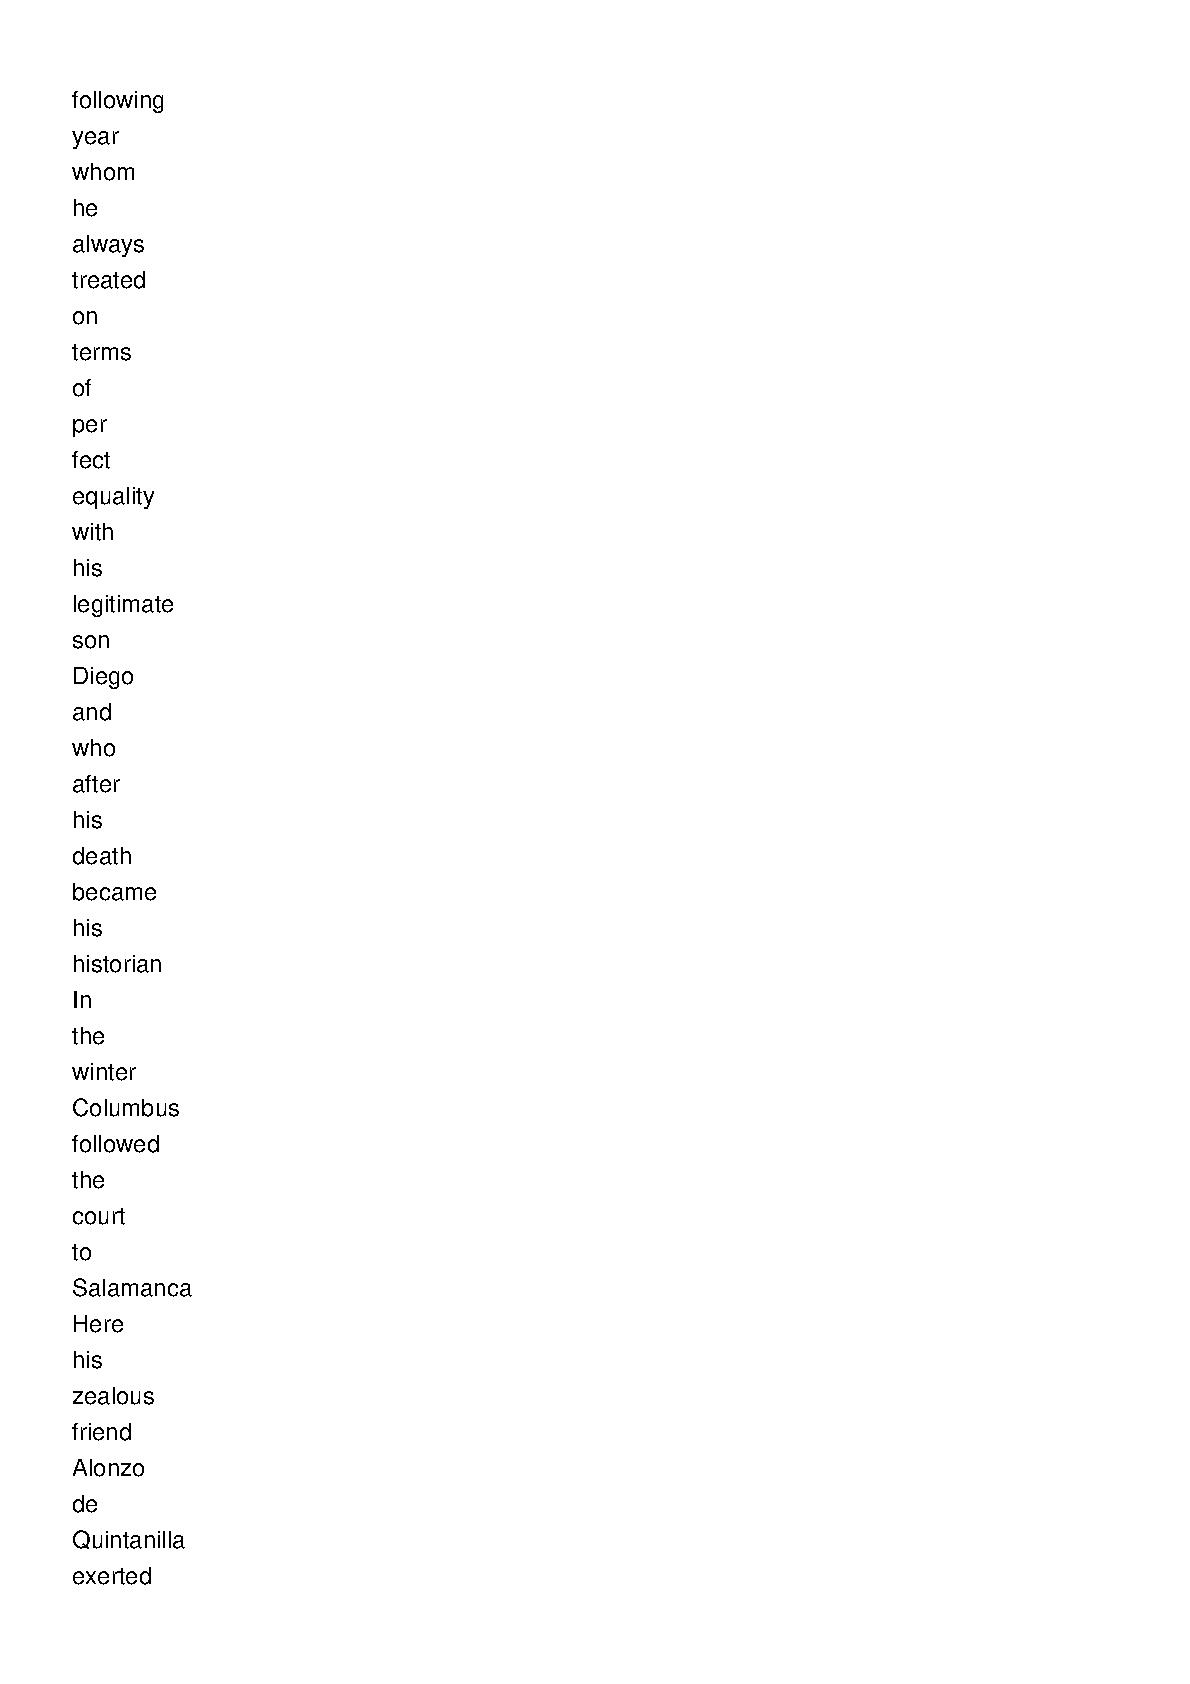 following
year
whom
he
always
treated
on
terms
of
per
fect
equality
with
his
legitimate
son
Diego
and
who
after
his
death
became
his
historian
In
the
winter
Columbus
followed
the
court
to
Salamanca
Here
his
zealous
friend
Alonzo
de
Quintanilla
exerted